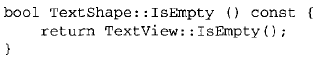 bool TextShape::IsEmpty () const {
    return TextView::IsEmpty();
}